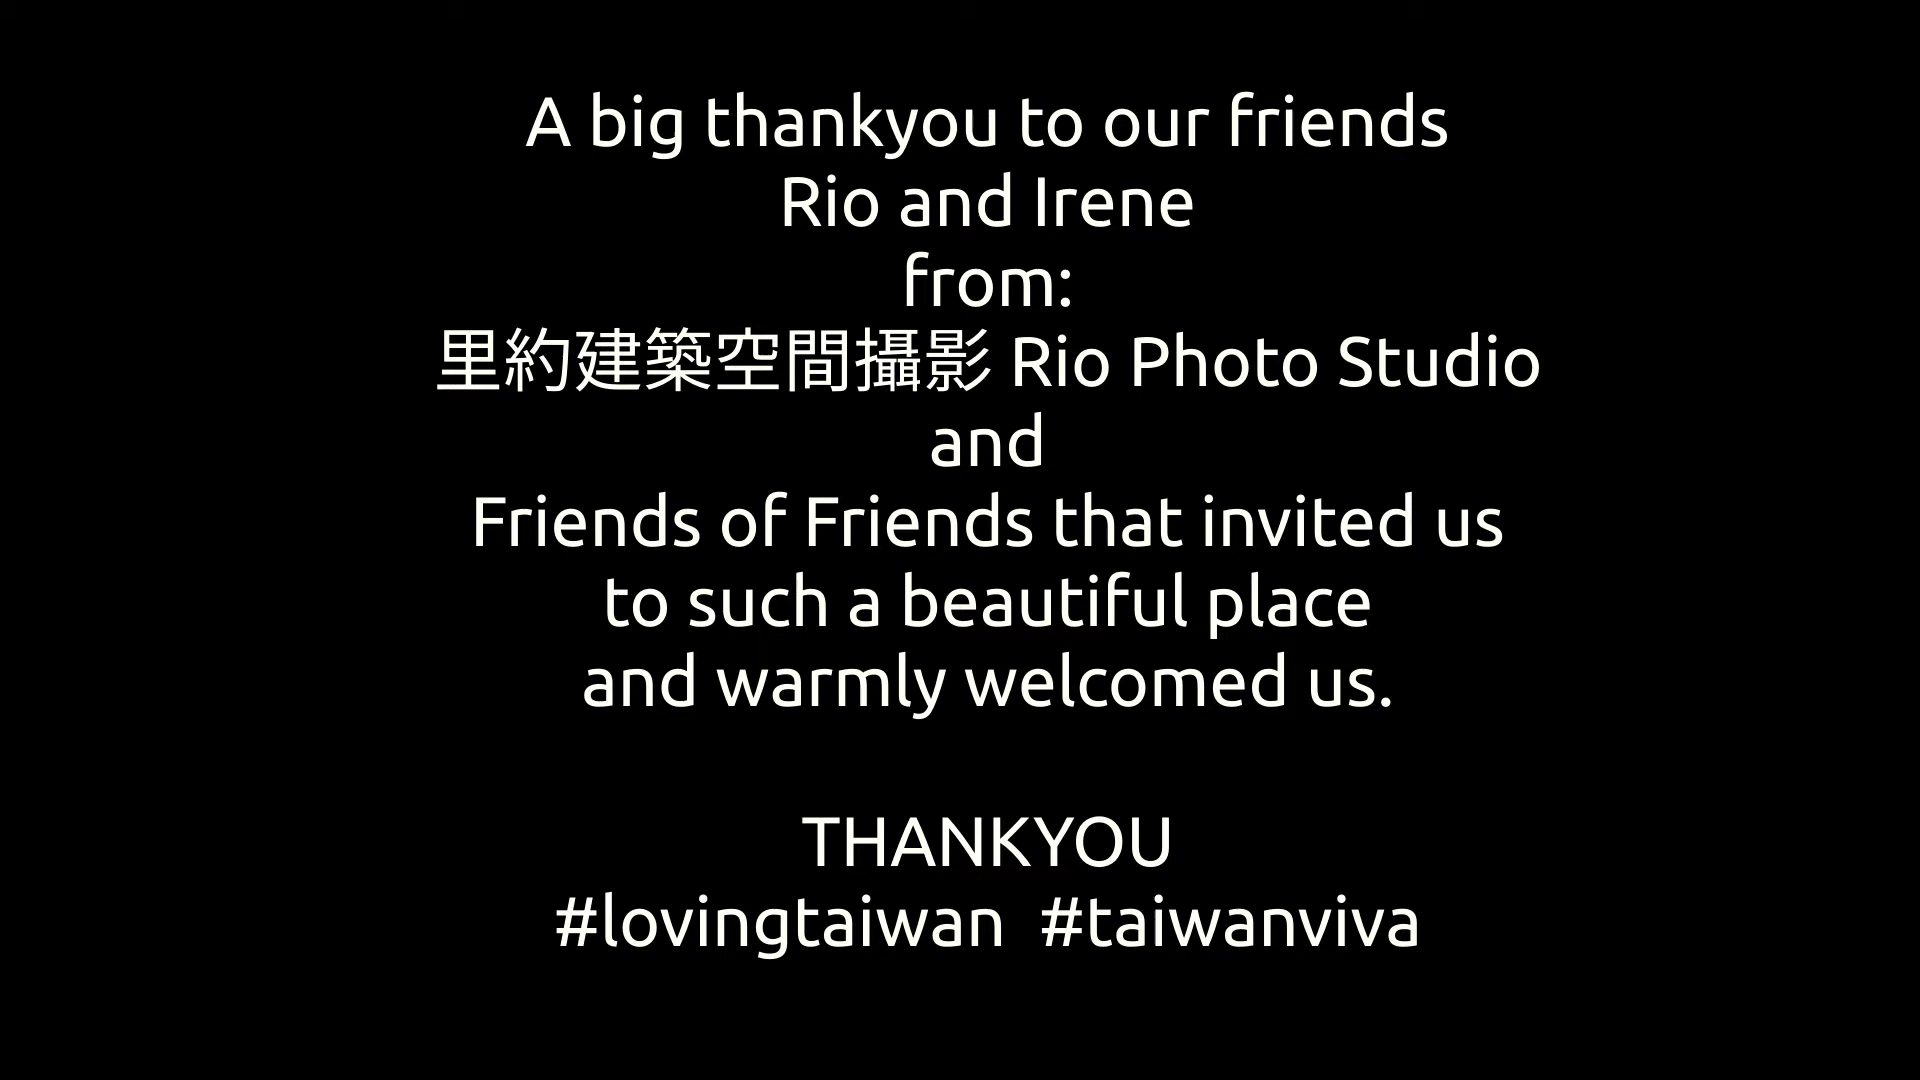 A big thankyou to our friends
Rio and Irene
from:
里約建築空間攝影 Rio Photo Studio
and
Friends of Friends that invited us
to such a beautiful place
and warmly welcomed us.
THANKYOU
#lovingtaiwan #taiwanviva